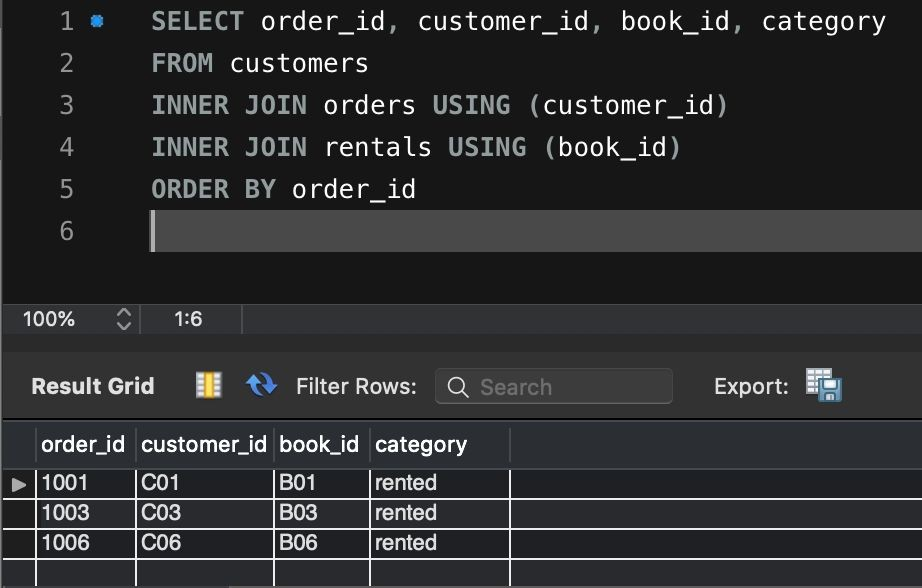 1 SELECT order_id, customer_id, book_id, category
2 FROM customers
3 INNER JOIN orders USING (customer_id)
4 INNER JOIN rentals USING (book_id)
5 ORDER BY order_id
6
100% 1:6
Result Grid Filter Rows: Search Export:
order_id customer_id book_id category
1001 C01 B01 rented
1003 C03 B03 rented
1006 C06 B06 rented